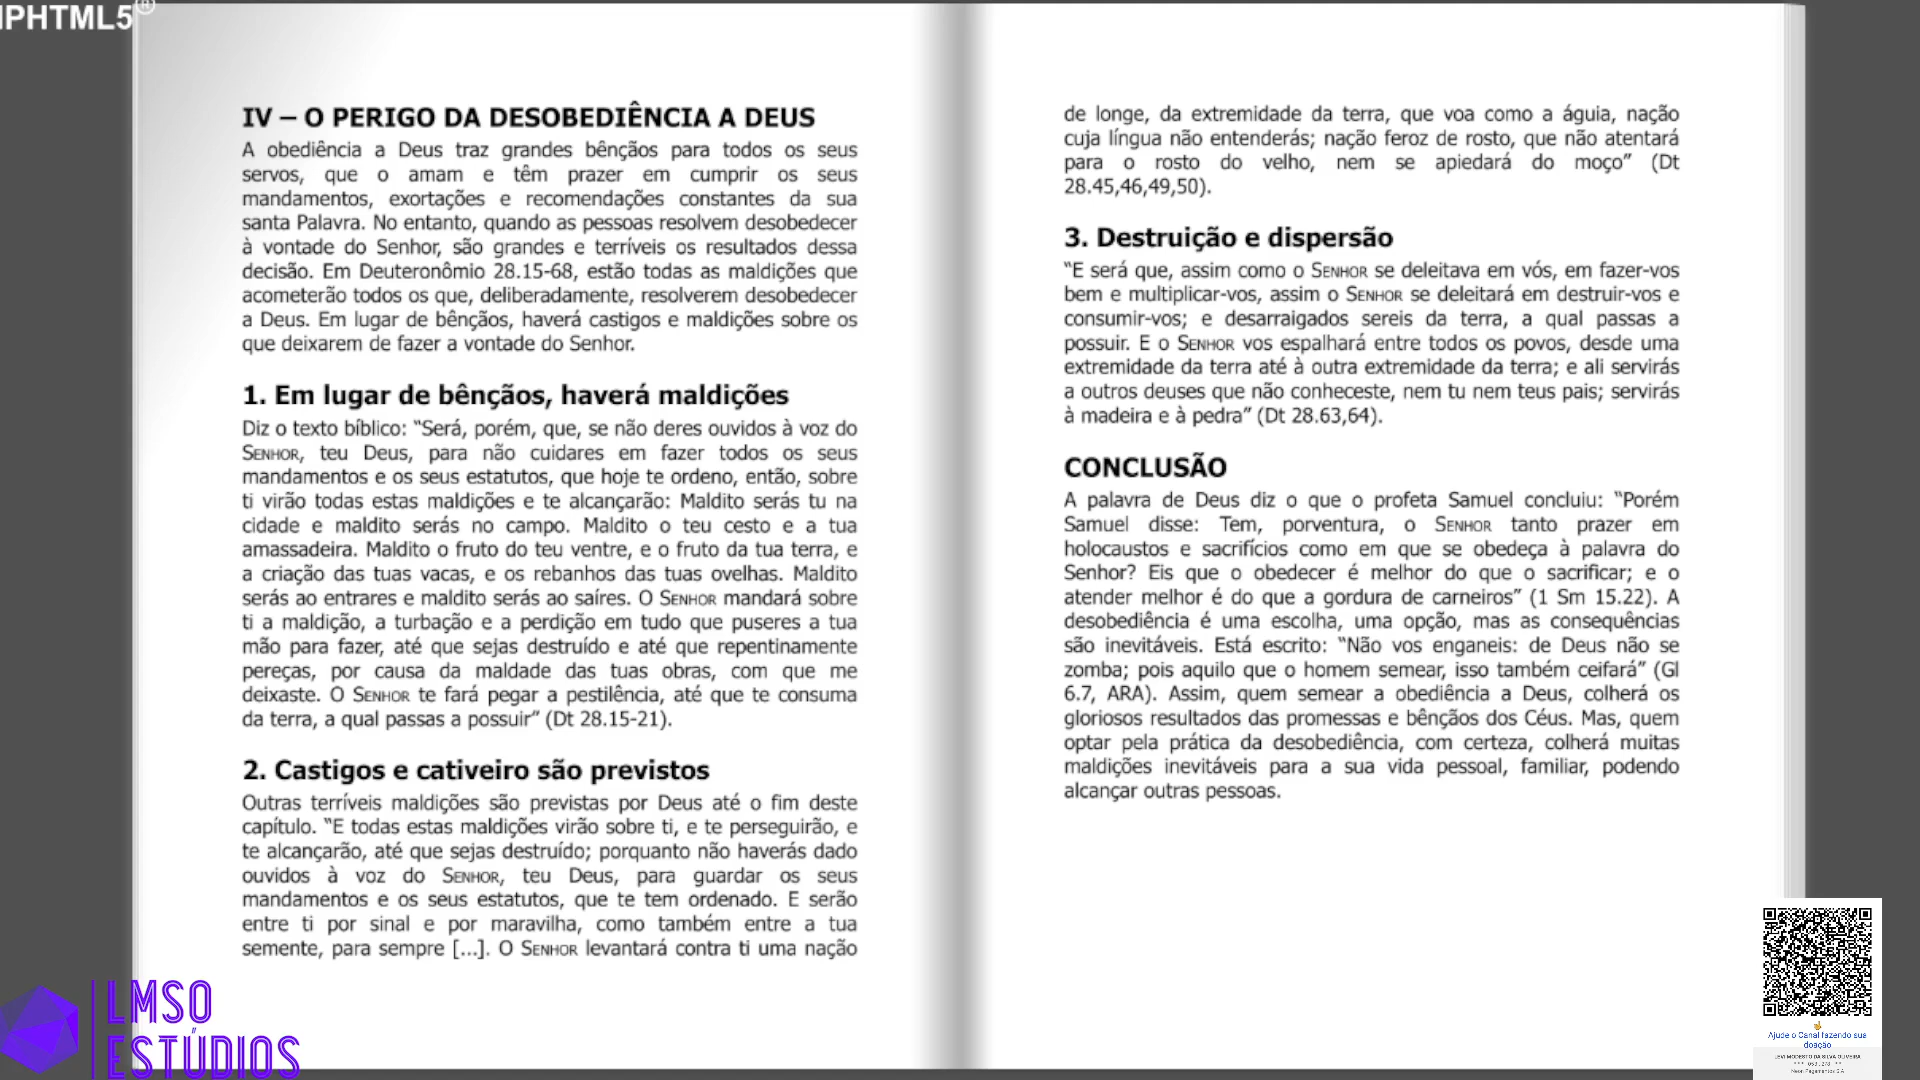 IPHTML5®
IV – O PERIGO DA DESOBEDIÊNCIA A DEUS
A obediência a Deus traz grandes bênçãos para todos os seus
servos, que o amam e têm prazer em cumprir os seus
mandamentos, exortações e recomendações constantes da sua
santa Palavra. No entanto, quando as pessoas resolvem desobedecer
à vontade do Senhor, são grandes e terríveis os resultados dessa
decisão. Em Deuteronômio 28.15-68, estão todas as maldições que
acometerão todos os que, deliberadamente, resolverem desobedecer
a Deus. Em lugar de bênçãos, haverá castigos e maldições sobre os
que deixarem de fazer a vontade do Senhor.
1. Em lugar de bênçãos, haverá maldições
Diz o texto bíblico: “Será, porém, que, se não deres ouvidos à voz do
SENHOR, teu Deus, para não cuidares em fazer todos os seus
mandamentos e os seus estatutos, que hoje te ordeno, então, sobre
ti virão todas estas maldições e te alcançarão: Maldito serás tu na
cidade e maldito serás no campo. Maldito o teu cesto e a tua
amassadeira. Maldito o fruto do teu ventre, e o fruto da tua terra, e
a criação das tuas vacas, e os rebanhos das tuas ovelhas. Maldito
serás ao entrares e maldito serás ao saíres. O SENHOR mandará sobre
ti a maldição, a turbação e a perdição em tudo que puseres a tua
mão para fazer, até que sejas destruído e até que repentinamente
pereças, por causa da maldade das tuas obras, com que me
deixaste. O SENHOR te fará pegar a pestilência, até que te consuma
da terra, a qual passas a possuir” (Dt 28.15-21).
2. Castigos e cativeiro são previstos
Outras terríveis maldições são previstas por Deus até o fim deste
capítulo. “E todas estas maldições virão sobre ti, e te perseguirão, e
te alcançarão, até que sejas destruído; porquanto não haverás dado
ouvidos à voz do SENHOR, teu Deus, para guardar os seus
mandamentos e os seus estatutos, que te tem ordenado. E serão
entre ti por sinal e por maravilha, como também entre a tua
semente, para sempre [...]. O SENHOR levantará contra ti uma nação
de longe, da extremidade da terra, que voa como a águia, nação
cuja língua não entenderás; nação feroz de rosto, que não atentará
para o rosto do velho, nem se apiedará do moço” (Dt
28.45,46,49,50).
3. Destruição e dispersão
“E será que, assim como o SENHOR se deleitava em vós, em fazer-vos
bem e multiplicar-vos, assim o SENHOR se deleitará em destruir-vos e
consumir-vos; e desarraigados sereis da terra, a qual passas a
possuir. E o SENHOR vos espalhará entre todos os povos, desde uma
extremidade da terra até à outra extremidade da terra; e ali servirás
a outros deuses que não conheceste, nem tu nem teus pais; servirás
à madeira e à pedra” (Dt 28.63,64).
CONCLUSÃO
A palavra de Deus diz o que o profeta Samuel concluiu: “Porém
Samuel disse: Tem, porventura, o SENHOR tanto prazer em
holocaustos e sacrifícios como em que se obedeça à palavra do
Senhor? Eis que o obedecer é melhor do que o sacrificar; e o
atender melhor é do que a gordura de carneiros” (1 Sm 15.22). A
desobediência é uma escolha, uma opção, mas as consequências
são inevitáveis. Está escrito: “Não vos enganeis: de Deus não se
zomba; pois aquilo que o homem semear, isso também ceifará” (Gl
6.7, ARA). Assim, quem semear a obediência a Deus, colherá os
gloriosos resultados das promessas e bênçãos dos Céus. Mas, quem
optar pela prática da desobediência, com certeza, colherá muitas
maldições inevitáveis para a sua vida pessoal, familiar, podendo
alcançar outras pessoas.
LMSO
ESTÚDIOS
Ajude o Canal fazendo sua
doação
LEVI MODESTO DA SILVA OLIVEIRA
Neon Pagamentos S.A